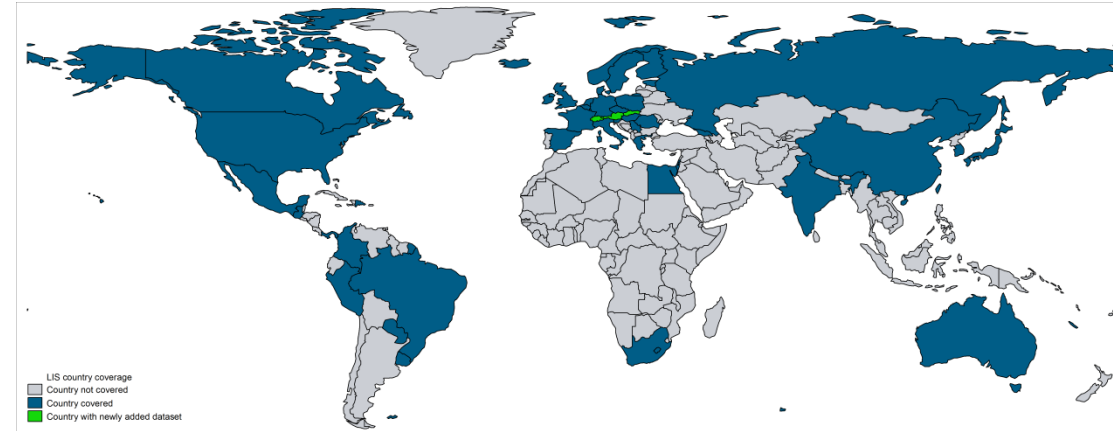 LIS country coverage
Country not covered
Country covered
Country with newly added dataset